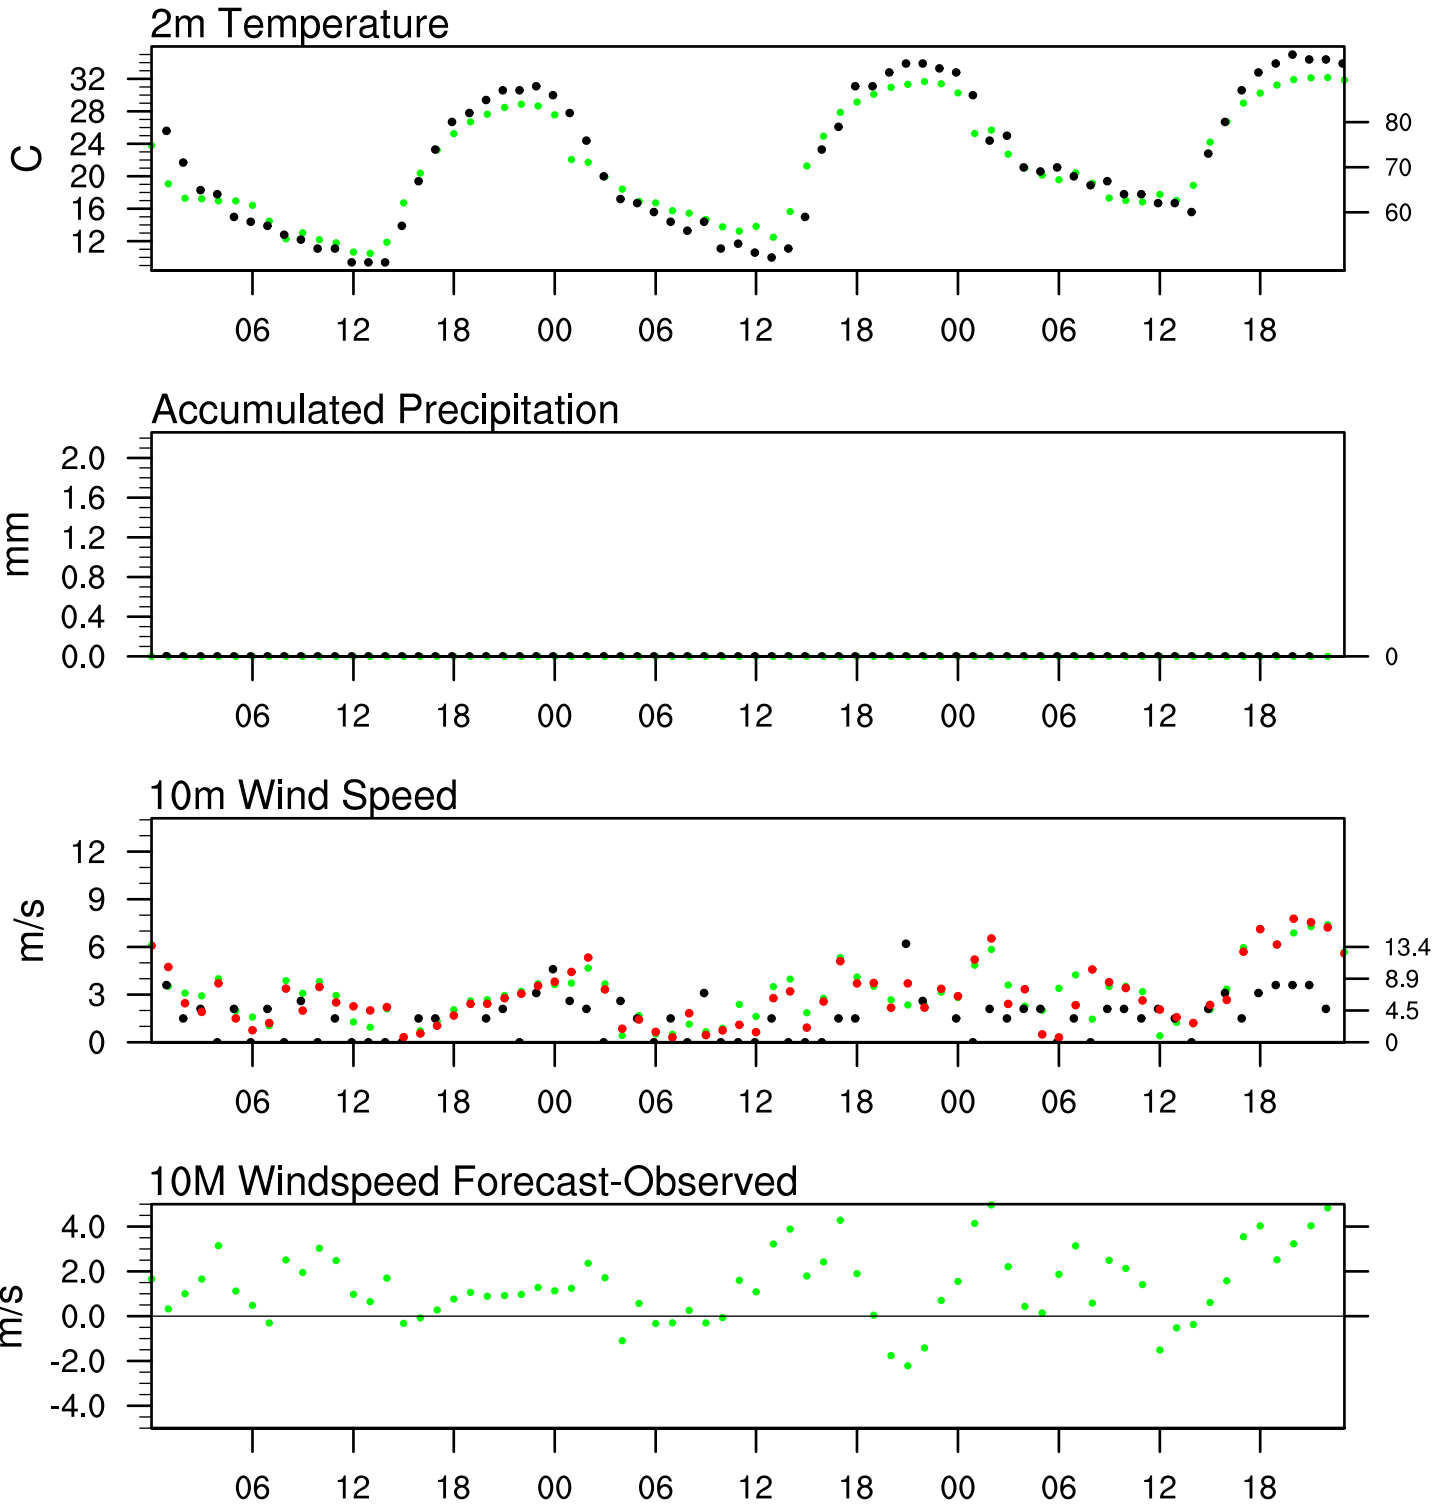 2m Temperature
C
32
28
24
20
16
12
80
70
60
06 12 18 00 06 12 18 00 06 12 18
Accumulated Precipitation
mm
2.0
1.6
1.2
0.8
0.4
0.0
0
06 12 18 00 06 12 18 00 06 12 18
10m Wind Speed
m/s
12
9
6
3
0
13.4
8.9
4.5
0
06 12 18 00 06 12 18 00 06 12 18
10M Windspeed Forecast-Observed
m/s
4.0
2.0
0.0
-2.0
-4.0
06 12 18 00 06 12 18 00 06 12 18